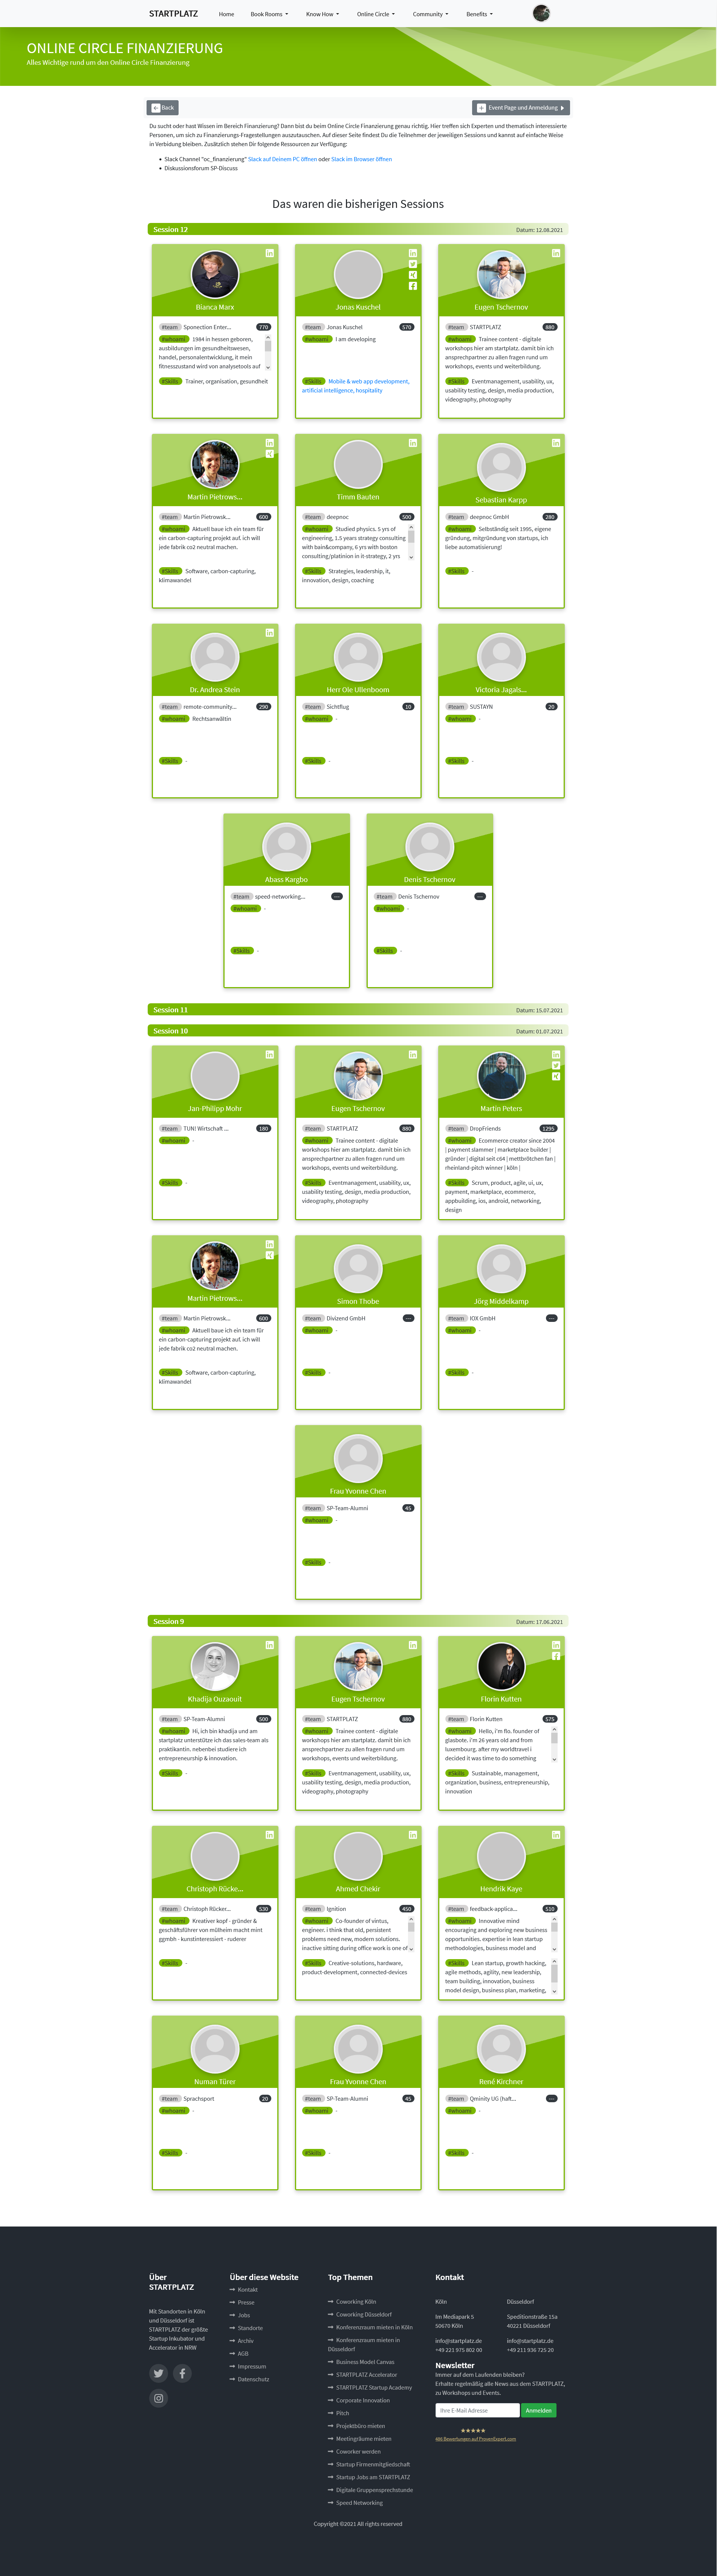 STARTPLATZ Home Book Rooms Know How Online Circle Community Benefits
ONLINE CIRCLE FINANZIERUNG
Alles Wichtige rund um den Online Circle Finanzierung
Back
Event Page und Anmeldung
Du suchst oder hast Wissen im Bereich Finanzierung? Dann bist du beim Online Circle Finanzierung genau richtig. Hier treffen sich Experten und thematisch interessierte
Personen, um sich zu Finanzierungs-Fragestellungen auszutauschen. Auf dieser Seite findest Du die Teilnehmer der jeweiligen Sessions und kannst auf einfache Weise
in Verbindung bleiben. Zusätzlich stehen Dir folgende Ressourcen zur Verfügung:
• Slack Channel "oc_finanzierung" Slack auf Deinem PC öffnen oder Slack im Browser öffnen
• Diskussionsforum SP-Discuss
Das waren die bisherigen Sessions
Session 12 Datum: 12.08.2021
Bianca Marx
#team Sponection Enter... 770
#whoami 1984 in hessen geboren,
ausbildungen im gesundheitswesen,
handel, personalentwicklung, it mein
fitnesszustand wird von analysetools auf
#Skills Trainer, organisation, gesundheit
Jonas Kuschel
#team Jonas Kuschel 570
#whoami I am developing
#Skills Mobile & web app development,
artificial intelligence, hospitality
Eugen Tschernov
#team STARTPLATZ 880
#whoami Trainee content - digitale
workshops hier am startplatz. damit bin ich
ansprechpartner zu allen fragen rund um
workshops, events und weiterbildung.
#Skills Eventmanagement, usability, ux,
usability testing, design, media production,
videography, photography
Martin Pietrows...
#team Martin Pietrowsk... 600
#whoami Aktuell baue ich ein team für
ein carbon-capturing projekt auf. ich will
jede fabrik co2 neutral machen.
#Skills Software, carbon-capturing,
klimawandel
Timm Bauten
#team deepnoc 500
#whoami Studied physics. 5 yrs of
engineering, 1.5 years strategy consulting
with bain&company, 6 yrs with boston
consulting/platinion in it-strategy, 2 yrs
#Skills Strategies, leadership, it,
innovation, design, coaching
Sebastian Karpp
#team deepnoc GmbH 280
#whoami Selbständig seit 1995, eigene
gründung, mitgründung von startups, ich
liebe automatisierung!
#Skills -
Dr. Andrea Stein
#team remote-community... 290
#whoami Rechtsanwältin
#Skills -
Herr Ole Ullenboom
#team Sichtflug 10
#whoami -
#Skills -
Victoria Jagals...
#team SUSTAYN 20
#whoami -
#Skills -
Abass Kargbo
#team speed-networking... ---
#whoami -
#Skills -
Denis Tschernov
#team Denis Tschernov ---
#whoami -
#Skills -
Session 11 Datum: 15.07.2021
Session 10 Datum: 01.07.2021
Jan-Philipp Mohr
#team TUN! Wirtschaft ... 180
#whoami -
#Skills -
Eugen Tschernov
#team STARTPLATZ 880
#whoami Trainee content - digitale
workshops hier am startplatz. damit bin ich
ansprechpartner zu allen fragen rund um
workshops, events und weiterbildung.
#Skills Eventmanagement, usability, ux,
usability testing, design, media production,
videography, photography
Martin Peters
#team DropFriends 1295
#whoami Ecommerce creator since 2004
| payment slammer | marketplace builder |
gründer | digital seit c64 | mettbrötchen fan |
rheinland-pitch winner | köln |
#Skills Scrum, product, agile, ui, ux,
payment, marketplace, ecommerce,
appbuilding, ios, android, networking,
design
Martin Pietrows...
#team Martin Pietrowsk... 600
#whoami Aktuell baue ich ein team für
ein carbon-capturing projekt auf. ich will
jede fabrik co2 neutral machen.
#Skills Software, carbon-capturing,
klimawandel
Simon Thobe
#team Divizend GmbH ---
#whoami -
#Skills -
Jörg Middelkamp
#team IOX GmbH ---
#whoami -
#Skills -
Frau Yvonne Chen
#team SP-Team-Alumni 45
#whoami -
#Skills -
Session 9 Datum: 17.06.2021
Khadija Ouzaouit
#team SP-Team-Alumni 500
#whoami Hi, ich bin khadija und am
startplatz unterstütze ich das sales-team als
praktikantin. nebenbei studiere ich
entrepreneurship & innovation.
#Skills -
Eugen Tschernov
#team STARTPLATZ 880
#whoami Trainee content - digitale
workshops hier am startplatz. damit bin ich
ansprechpartner zu allen fragen rund um
workshops, events und weiterbildung.
#Skills Eventmanagement, usability, ux,
usability testing, design, media production,
videography, photography
Florin Kutten
#team Florin Kutten 575
#whoami Hello, i'm flo, founder of
glasbote. i'm 26 years old and from
luxembourg. after my worldtravel i
decided it was time to do something
#Skills Sustainable, management,
organization, business, entrepreneurship,
innovation
Christoph Rücke...
#team Christoph Rücker... 530
#whoami Kreativer kopf - gründer &
geschäftsführer von mülheim macht mint
ggmbh - kunstinteressiert - ruderer
#Skills -
Ahmed Chekir
#team Ignition 450
#whoami Co-founder of virtus,
engineer. i think that old, persistent
problems need new, modern solutions.
inactive sitting during office work is one of
#Skills Creative-solutions, hardware,
product-development, connected-devices
Hendrik Kaye
#team feedback-applica... 510
#whoami Innovative mind
encouraging and exploring new business
opportunities. expertise in lean startup
methodologies, business model and
#Skills Lean startup, growth hacking,
agile methods, agility, new leadership,
team building, innovation, business
model design, business plan, marketing,
Numan Türer
#team Sprachsport 20
#whoami -
#Skills -
Frau Yvonne Chen
#team SP-Team-Alumni 45
#whoami -
#Skills -
René Kirchner
#team Qminity UG (haft... ---
#whoami -
#Skills -
Über
STARTPLATZ
Mit Standorten in Köln
und Düsseldorf ist
STARTPLATZ der größte
Startup Inkubator und
Accelerator in NRW
Über diese Website
Kontakt
Presse
Jobs
Standorte
Archiv
AGB
Impressum
Datenschutz
Top Themen
Coworking Köln
Coworking Düsseldorf
Konferenzraum mieten in Köln
Konferenzraum mieten in
Düsseldorf
Business Model Canvas
STARTPLATZ Accelerator
STARTPLATZ Startup Academy
Corporate Innovation
Pitch
Projektbüro mieten
Meetingräume mieten
Coworker werden
Startup Firmenmitgliedschaft
Startup Jobs am STARTPLATZ
Digitale Gruppensprechstunde
Speed Networking
Kontakt
Köln
Im Mediapark 5
50670 Köln
info@startplatz.de
+49 221 975 802 00
Düsseldorf
Speditionstraße 15a
40221 Düsseldorf
info@startplatz.de
+49 211 936 725 20
Newsletter
Immer auf dem Laufenden bleiben?
Erhalte regelmäßig alle News aus dem STARTPLATZ,
zu Workshops und Events.
Ihre E-Mail Adresse Anmelden
★★★★★
486 Bewertungen auf ProvenExpert.com
Copyright ©2021 All rights reserved